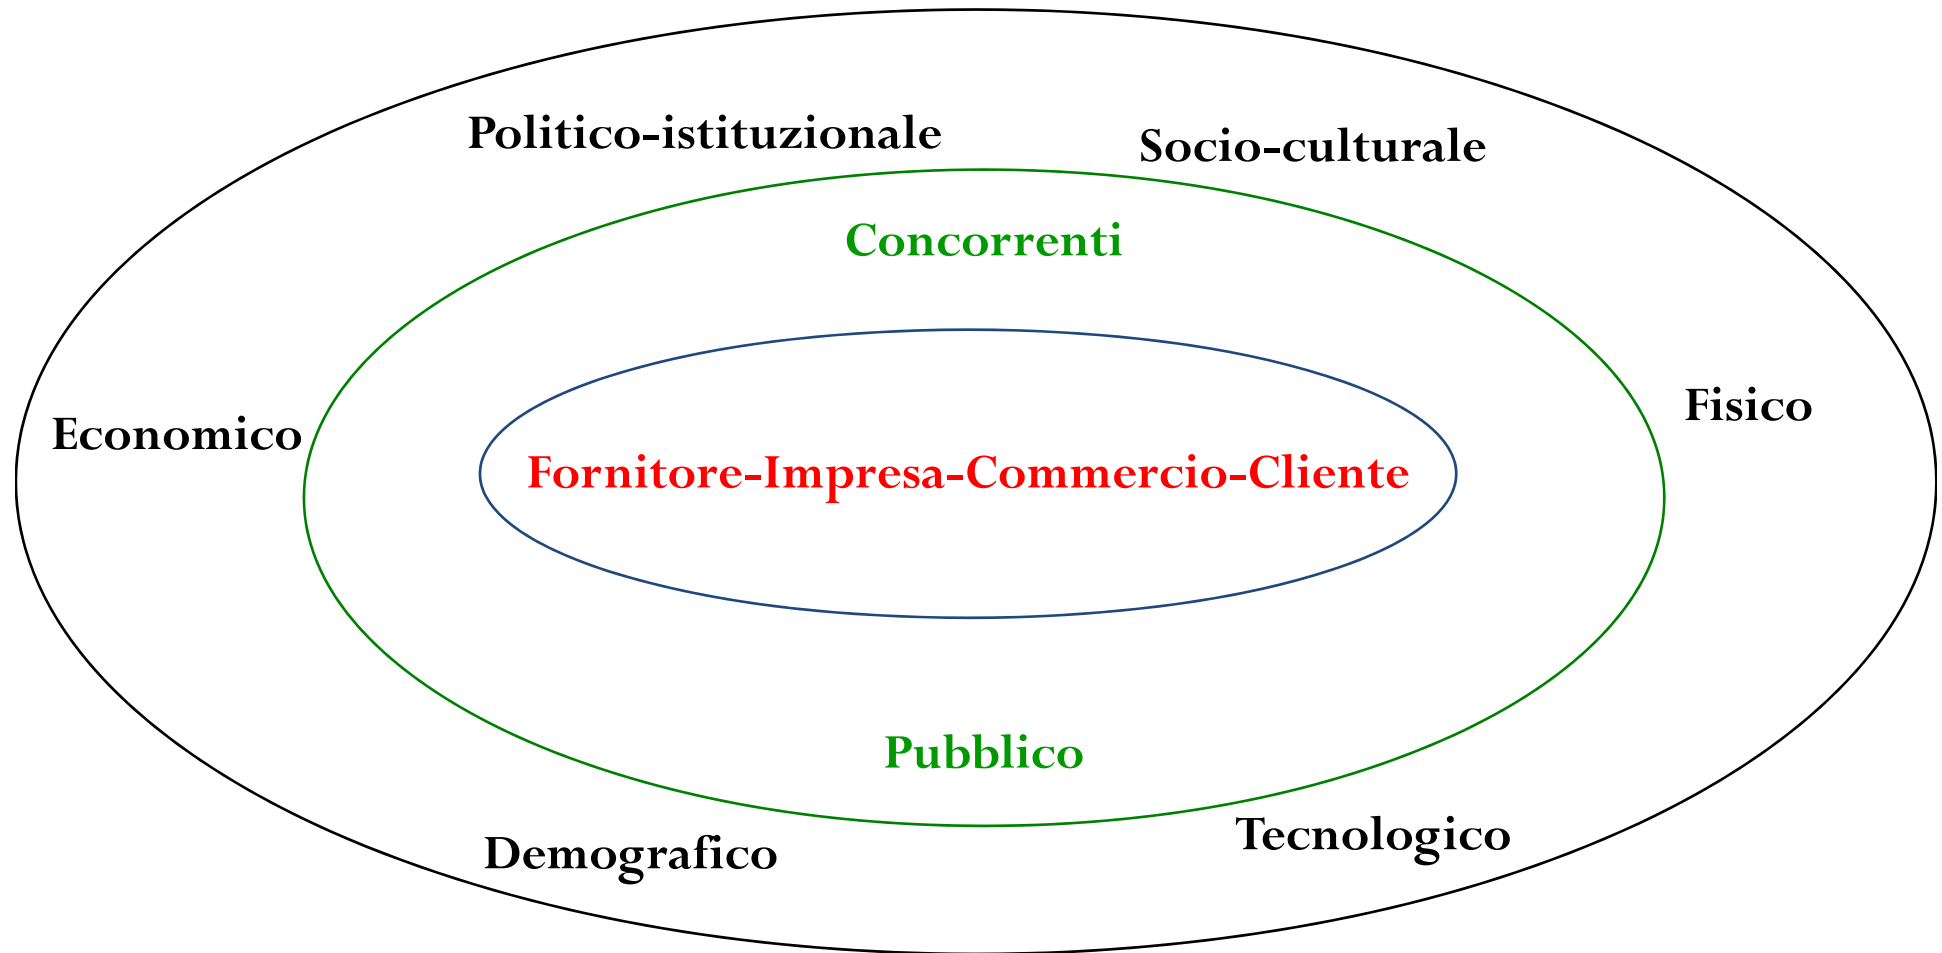 Politico-istituzionale
Socio-culturale
Concorrenti
Economico
Fisico
Fornitore-Impresa-Commercio-Cliente
Pubblico
Demografico
Tecnologico